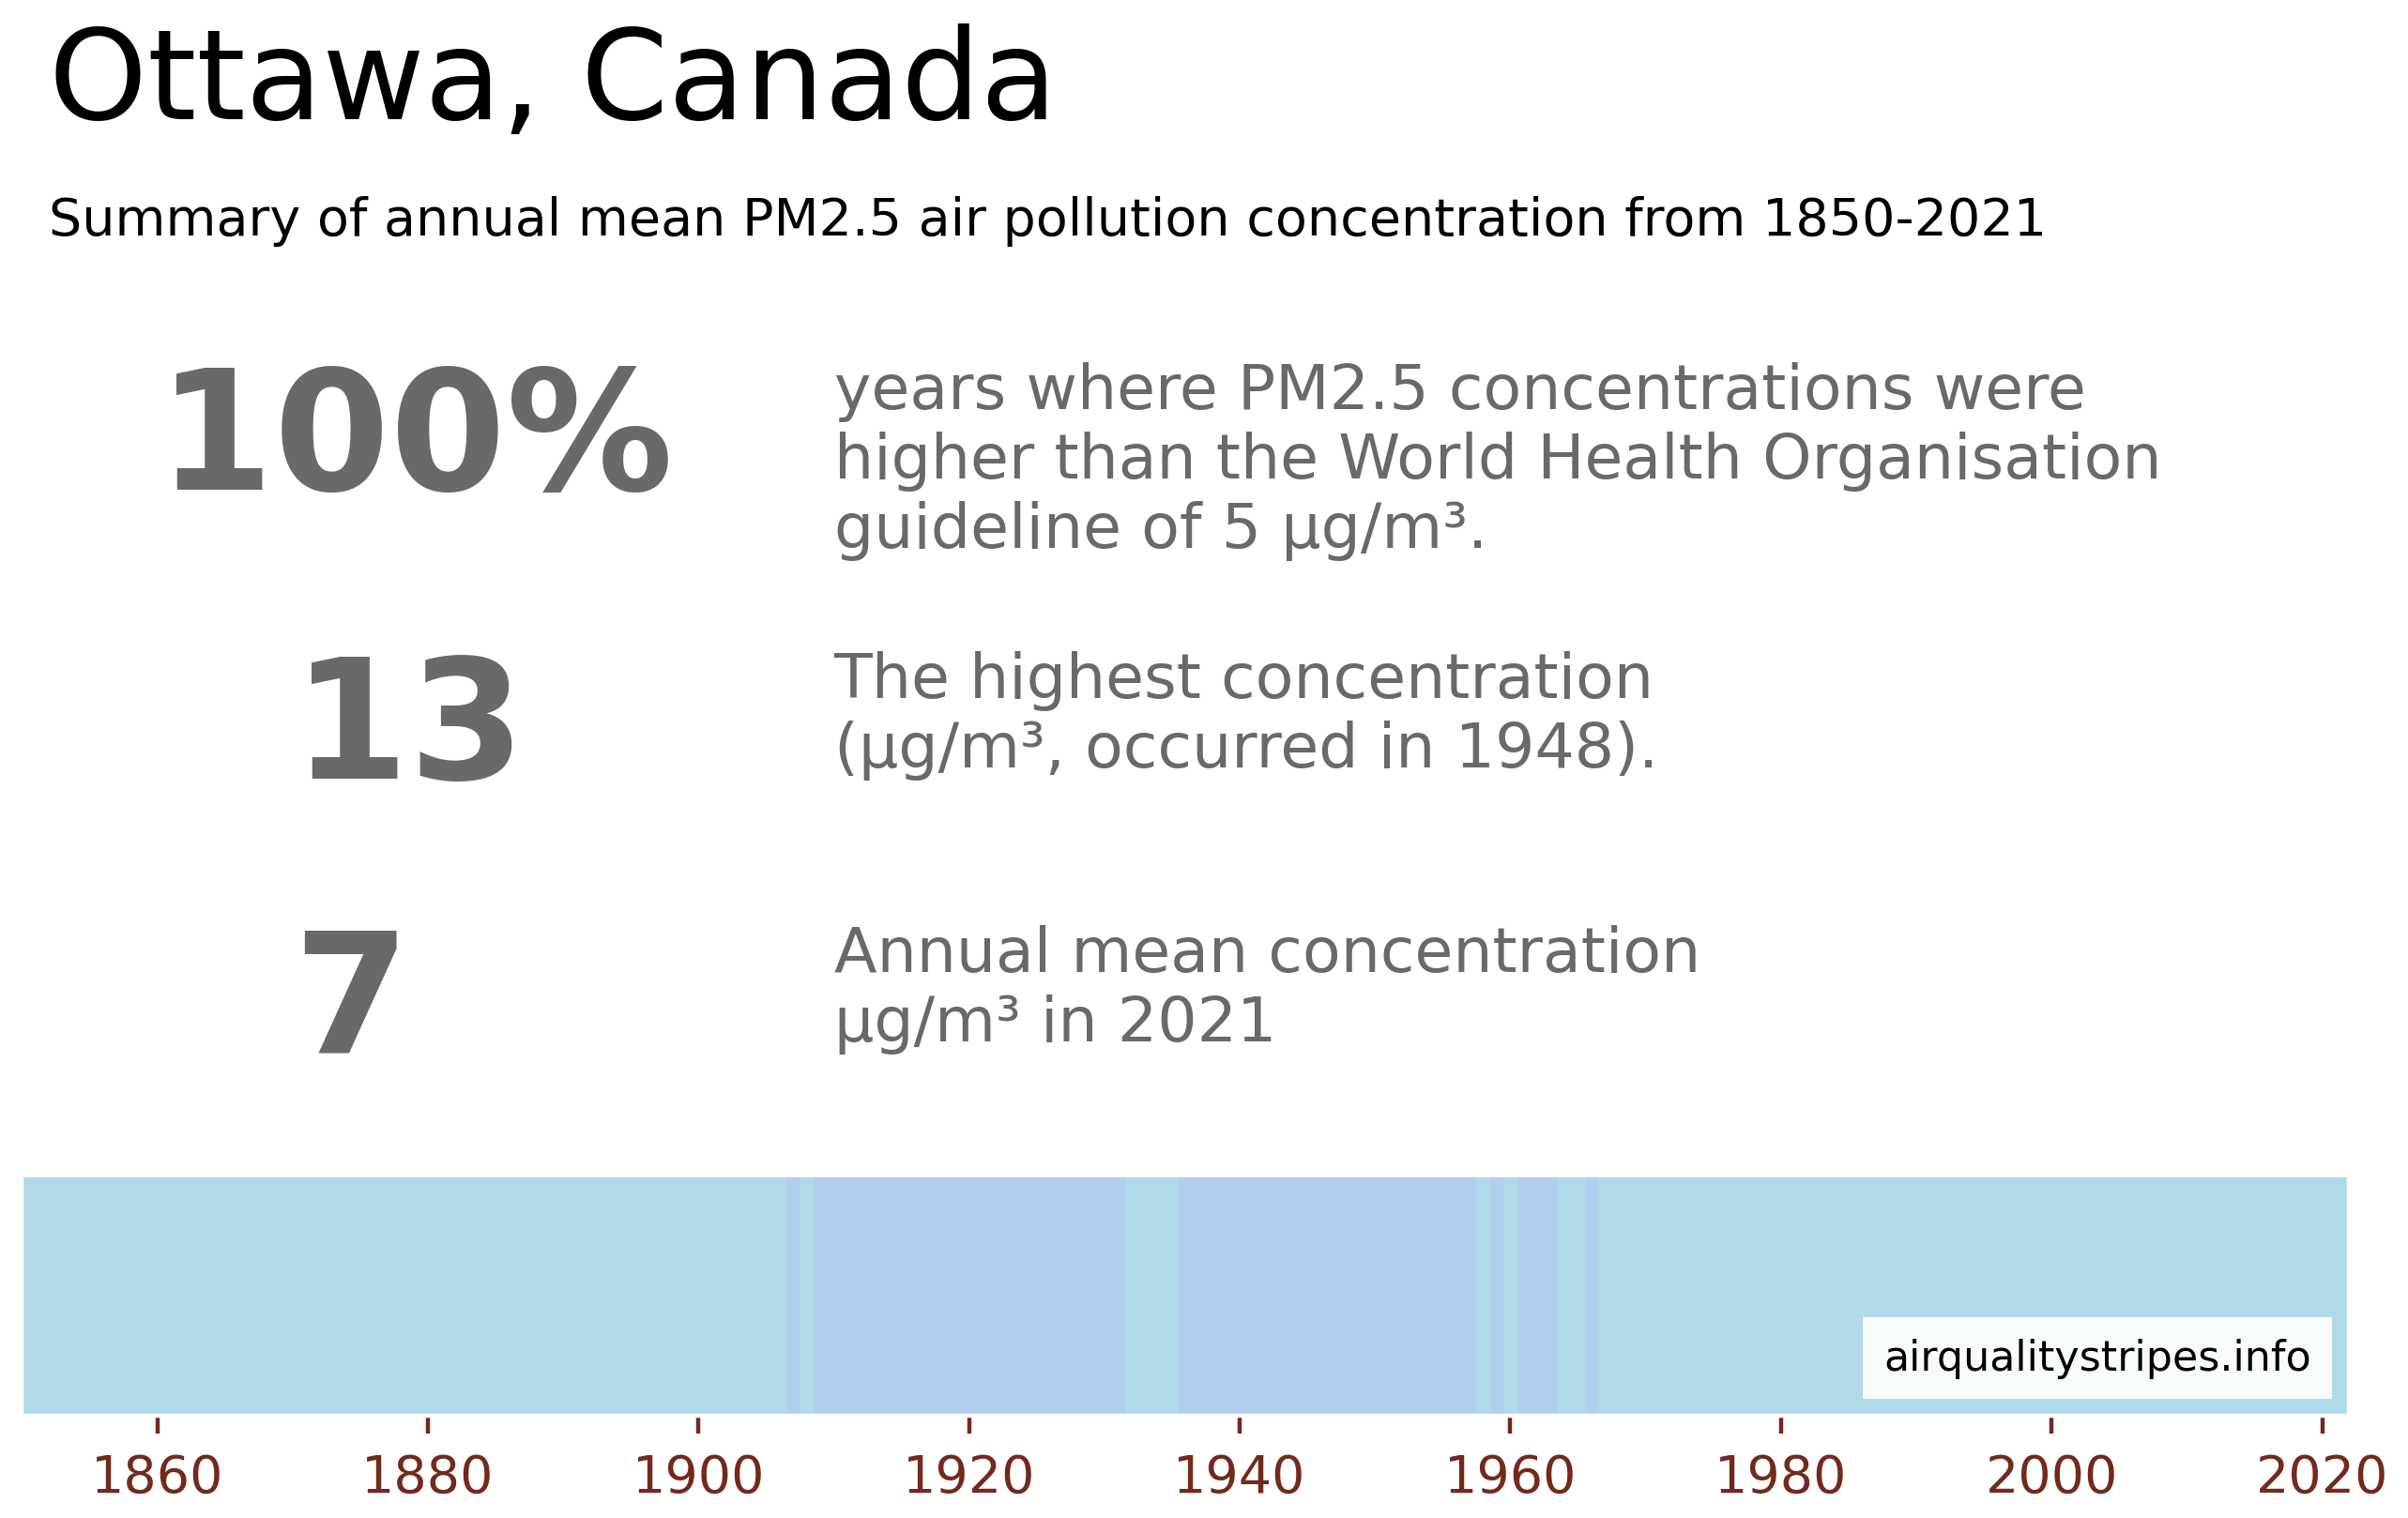 Ottawa, Canada
Summary of annual mean PM2.5 air pollution concentration from 1850-2021
100%
years where PM2.5 concentrations were
higher than the World Health Organisation
guideline of 5 µg/m³.
13
The highest concentration
(µg/m³, occurred in 1948).
7
Annual mean concentration
µg/m³ in 2021
airqualitystripes.info
1860 1880 1900 1920 1940 1960 1980 2000 2020